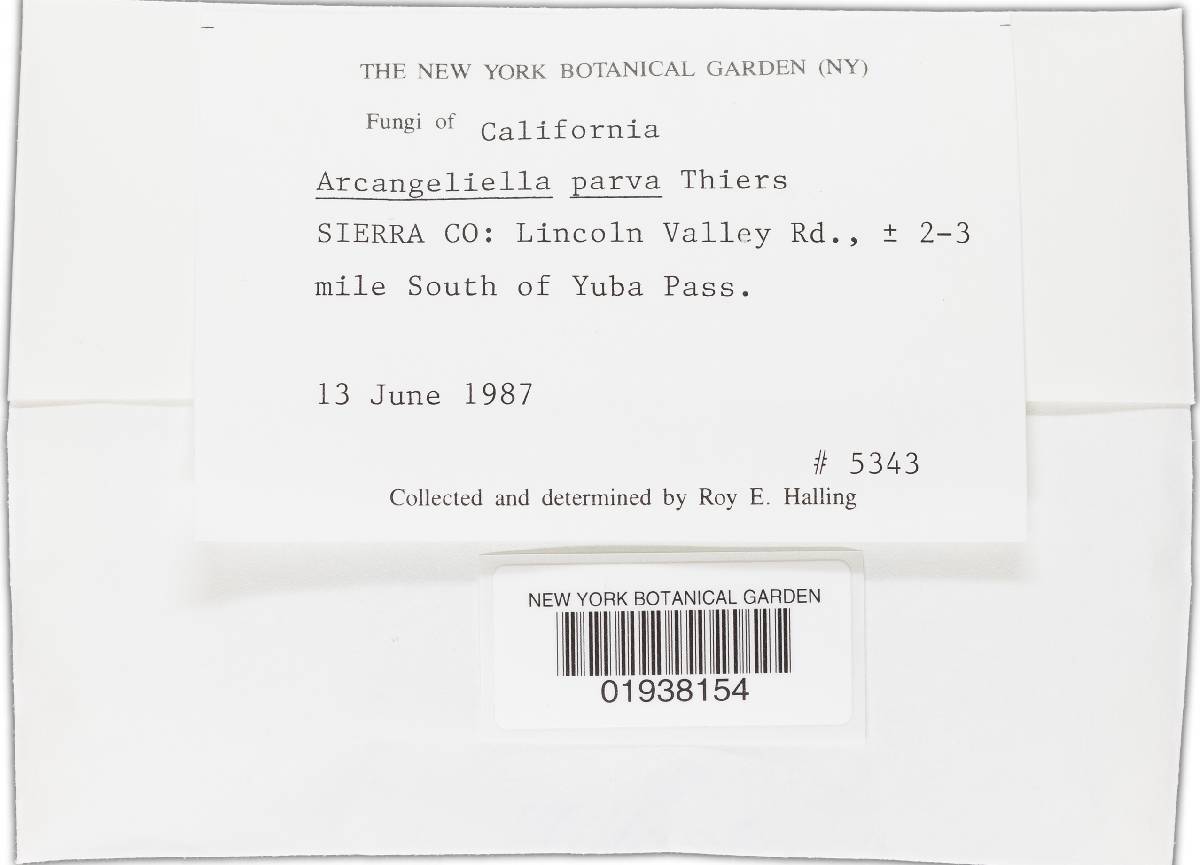 THE NEW YORK BOTANICAL GARDEN (NY)
Fungi of California
Arcangeliella parva Thiers
SIERRA CO: Lincoln Valley Rd., ± 2-3
mile South of Yuba Pass.
13 June 1987
# 5343
Collected and determined by Roy E. Halling
NEW YORK BOTANICAL GARDEN
01938154